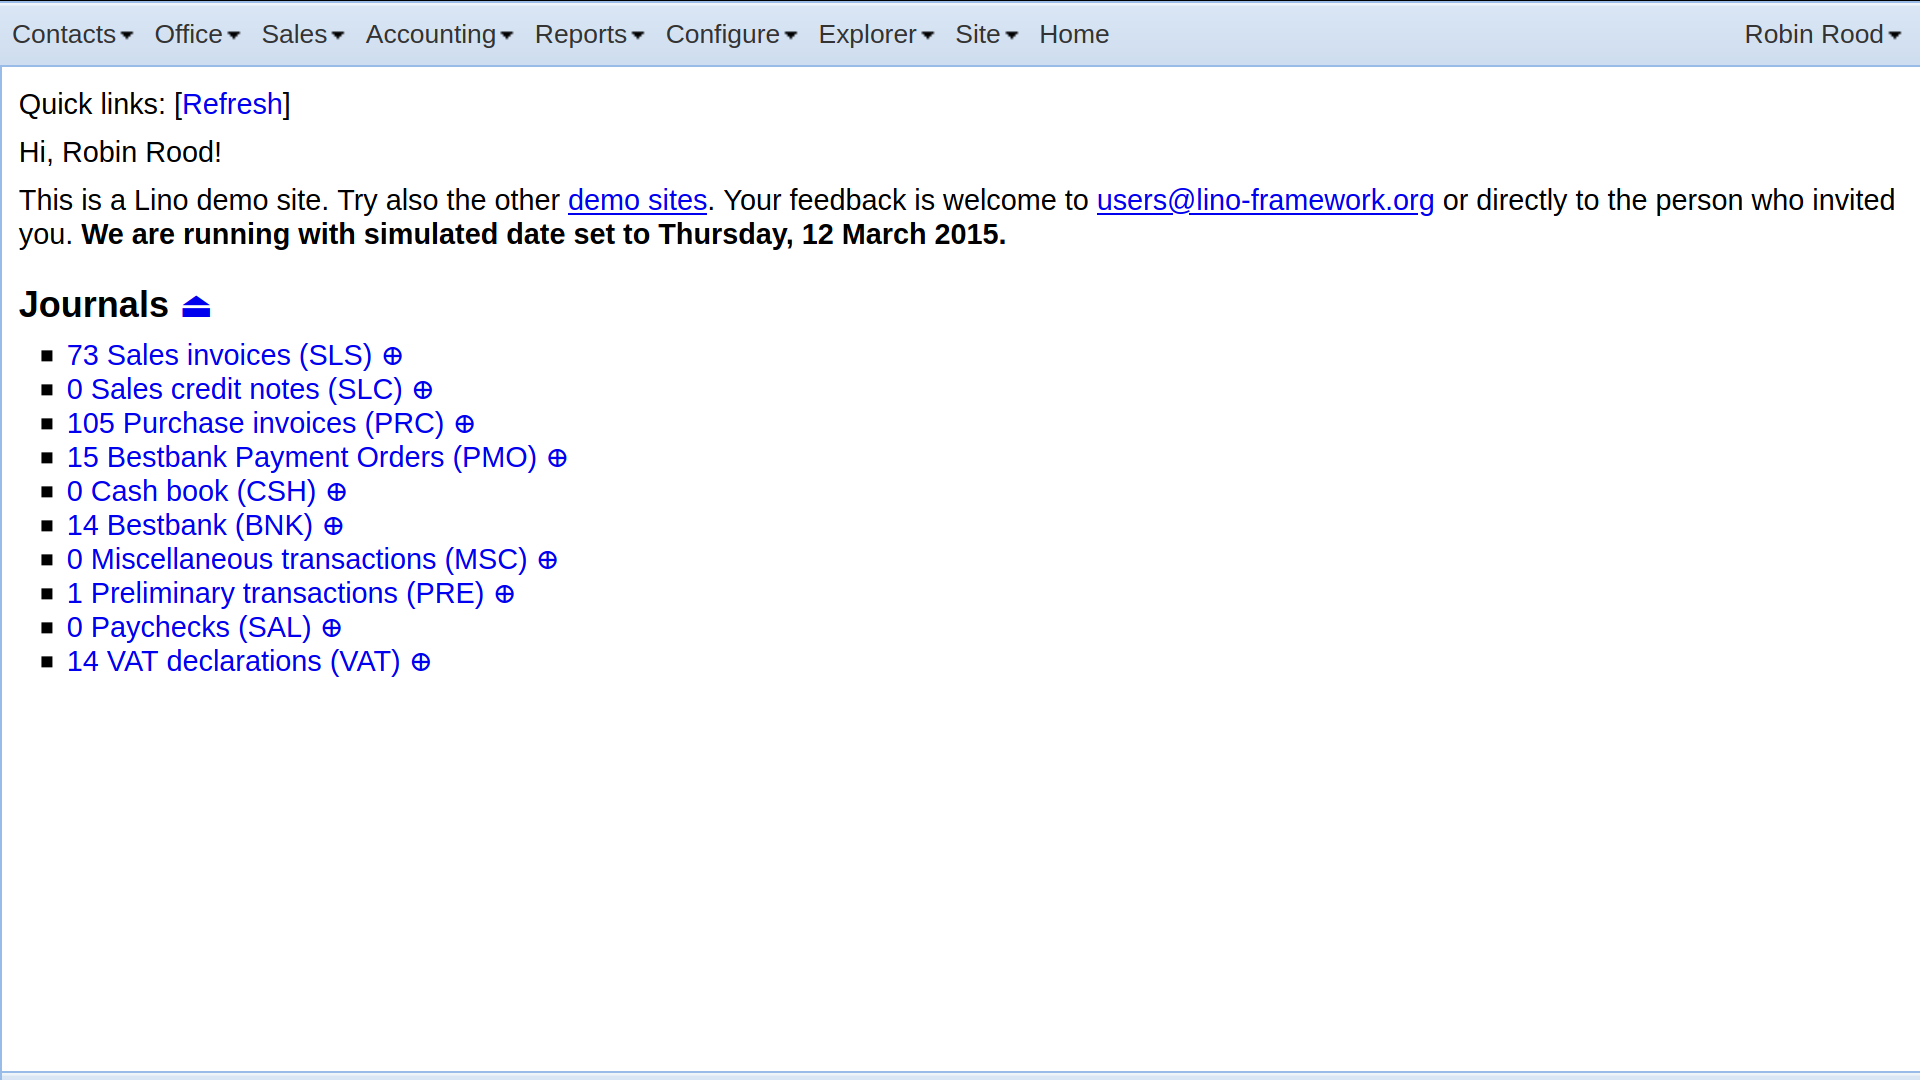 Contacts Office Sales Accounting Reports Configure Explorer Site Home Robin Rood
Quick links: [Refresh]
Hi, Robin Rood!
This is a Lino demo site. Try also the other demo sites. Your feedback is welcome to users@lino-framework.org or directly to the person who invited
you. We are running with simulated date set to Thursday, 12 March 2015.
Journals ⏏
73 Sales invoices (SLS) ⊕
0 Sales credit notes (SLC) ⊕
105 Purchase invoices (PRC) ⊕
15 Bestbank Payment Orders (PMO) ⊕
0 Cash book (CSH) ⊕
14 Bestbank (BNK) ⊕
0 Miscellaneous transactions (MSC) ⊕
1 Preliminary transactions (PRE) ⊕
0 Paychecks (SAL) ⊕
14 VAT declarations (VAT) ⊕